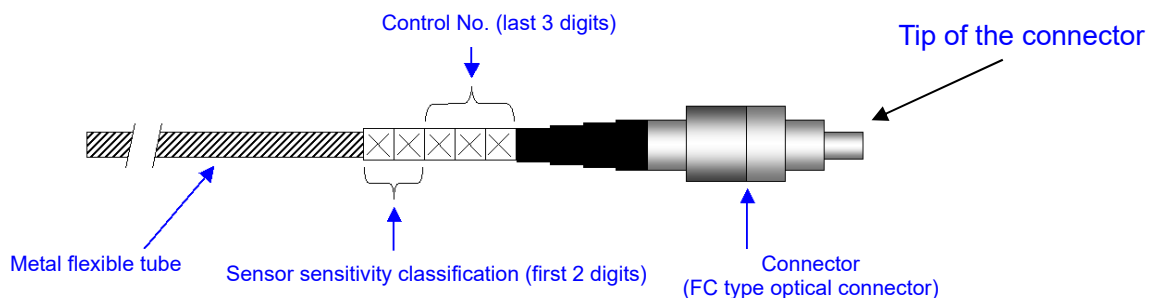 Control No. (last 3 digits)
Tip of the connector
Metal flexible tube
Sensor sensitivity classification (first 2 digits)
Connector
(FC type optical connector)